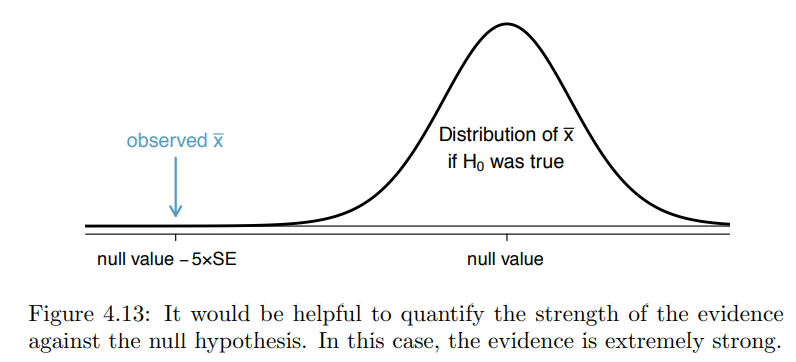 observed x̅
Distribution of x̅
if H₀ was true
null value − 5×SE
null value
Figure 4.13: It would be helpful to quantify the strength of the evidence
against the null hypothesis. In this case, the evidence is extremely strong.